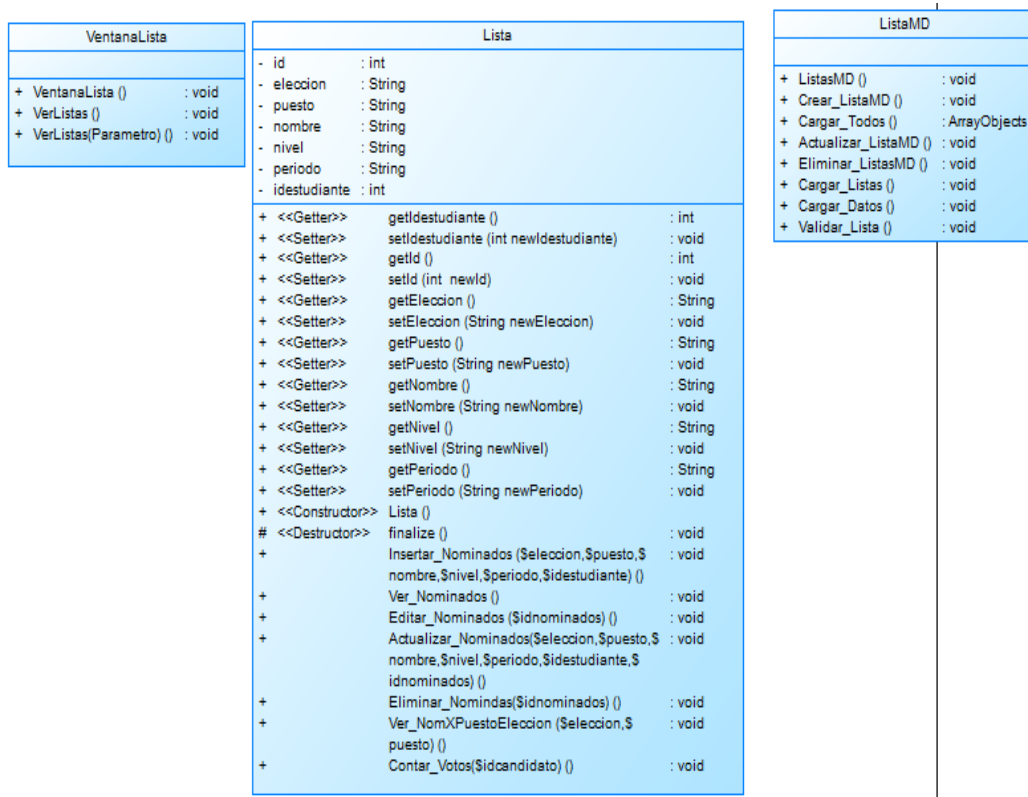 VentanaLista
+ VentanaLista () : void
+ VerListas () : void
+ VerListas(Parametro) () : void
Lista
- id : int
- eleccion : String
- puesto : String
- nombre : String
- nivel : String
- periodo : String
- idestudiante : int
+ <<Getter>> getIdestudiante () : int
+ <<Setter>> setIdestudiante (int newIdestudiante) : void
+ <<Getter>> getId () : int
+ <<Setter>> setId (int newId) : void
+ <<Getter>> getEleccion () : String
+ <<Setter>> setEleccion (String newEleccion) : void
+ <<Getter>> getPuesto () : String
+ <<Setter>> setPuesto (String newPuesto) : void
+ <<Getter>> getNombre () : String
+ <<Setter>> setNombre (String newNombre) : void
+ <<Getter>> getNivel () : String
+ <<Setter>> setNivel (String newNivel) : void
+ <<Getter>> getPeriodo () : String
+ <<Setter>> setPeriodo (String newPeriodo) : void
+ <<Constructor>> Lista ()
# <<Destructor>> finalize () : void
+ Insertar_Nominados ($eleccion,$puesto,$ : void
nombre,$nivel,$periodo,$idestudiante) ()
+ Ver_Nominados () : void
+ Editar_Nominados ($idnominados) () : void
+ Actualizar_Nominados($eleccion,$puesto,$ : void
nombre,$nivel,$periodo,$idestudiante,$
idnominados) ()
+ Eliminar_Nomindas($idnominados) () : void
+ Ver_NomXPuestoEleccion ($eleccion,$ : void
puesto) ()
+ Contar_Votos($idcandidato) () : void
ListaMD
+ ListasMD () : void
+ Crear_ListaMD () : void
+ Cargar_Todos () : ArrayObjects
+ Actualizar_ListaMD () : void
+ Eliminar_ListasMD () : void
+ Cargar_Listas () : void
+ Cargar_Datos () : void
+ Validar_Lista () : void